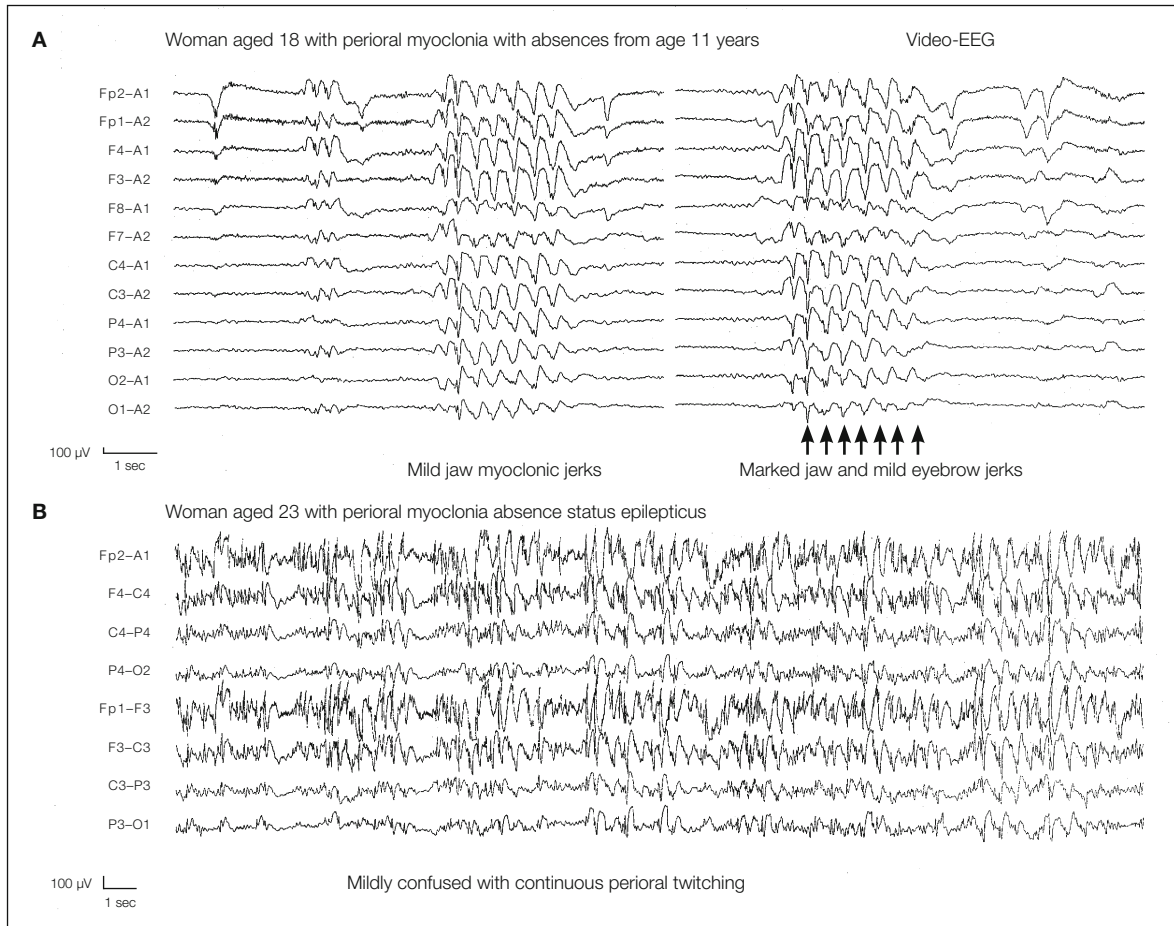 A Woman aged 18 with perioral myoclonia with absences from age 11 years Video-EEG
Fp2–A1
Fp1–A2
F4–A1
F3–A2
F8–A1
F7–A2
C4–A1
C3–A2
P4–A1
P3–A2
O2–A1
O1–A2
100 µV
1 sec
Mild jaw myoclonic jerks Marked jaw and mild eyebrow jerks
B Woman aged 23 with perioral myoclonia absence status epilepticus
Fp2–A1
F4–C4
C4–P4
P4–O2
Fp1–F3
F3–C3
C3–P3
P3–O1
100 µV
1 sec
Mildly confused with continuous perioral twitching